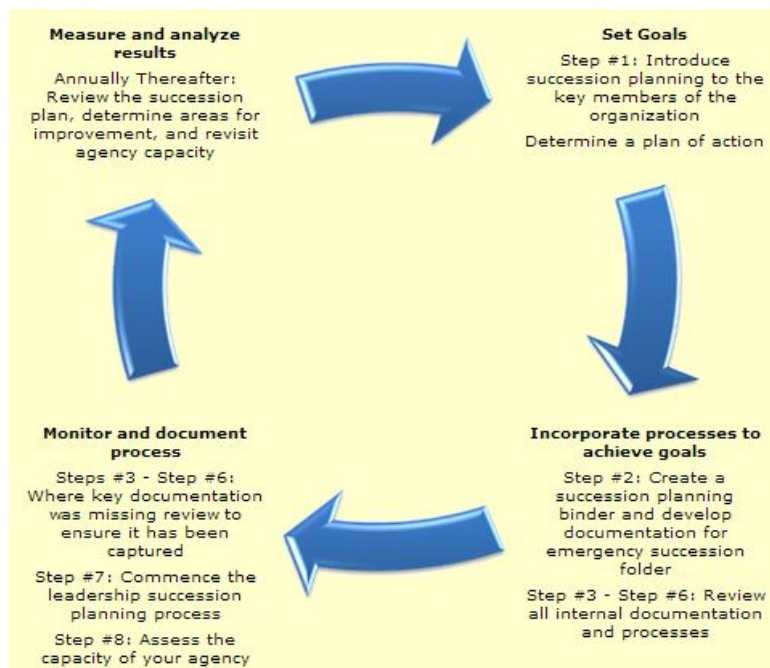 Measure and analyze
results
Annually Thereafter:
Review the succession
plan, determine areas for
improvement, and revisit
agency capacity
Set Goals
Step #1: Introduce
succession planning to the
key members of the
organization
Determine a plan of action
Monitor and document
process
Steps #3 - Step #6:
Where key documentation
was missing review to
ensure it has been
captured
Step #7: Commence the
leadership succession
planning process
Step #8: Assess the
capacity of your agency
Incorporate processes to
achieve goals
Step #2: Create a
succession planning
binder and develop
documentation for
emergency succession
folder
Step #3 - Step #6: Review
all internal documentation
and processes